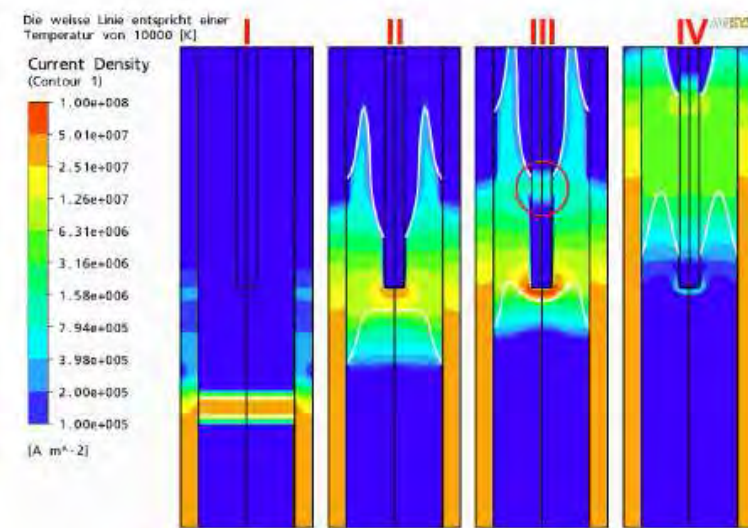 Die weisse Linie entspricht einer
Temperatur von 10000 [K]
I
II
III
IV
Current Density
(Contour 1)
1.00e+008
5.01e+007
2.51e+007
1.26e+007
6.31e+006
3.16e+006
1.58e+006
7.94e+005
3.98e+005
2.00e+005
1.00e+005
[A m^-2]